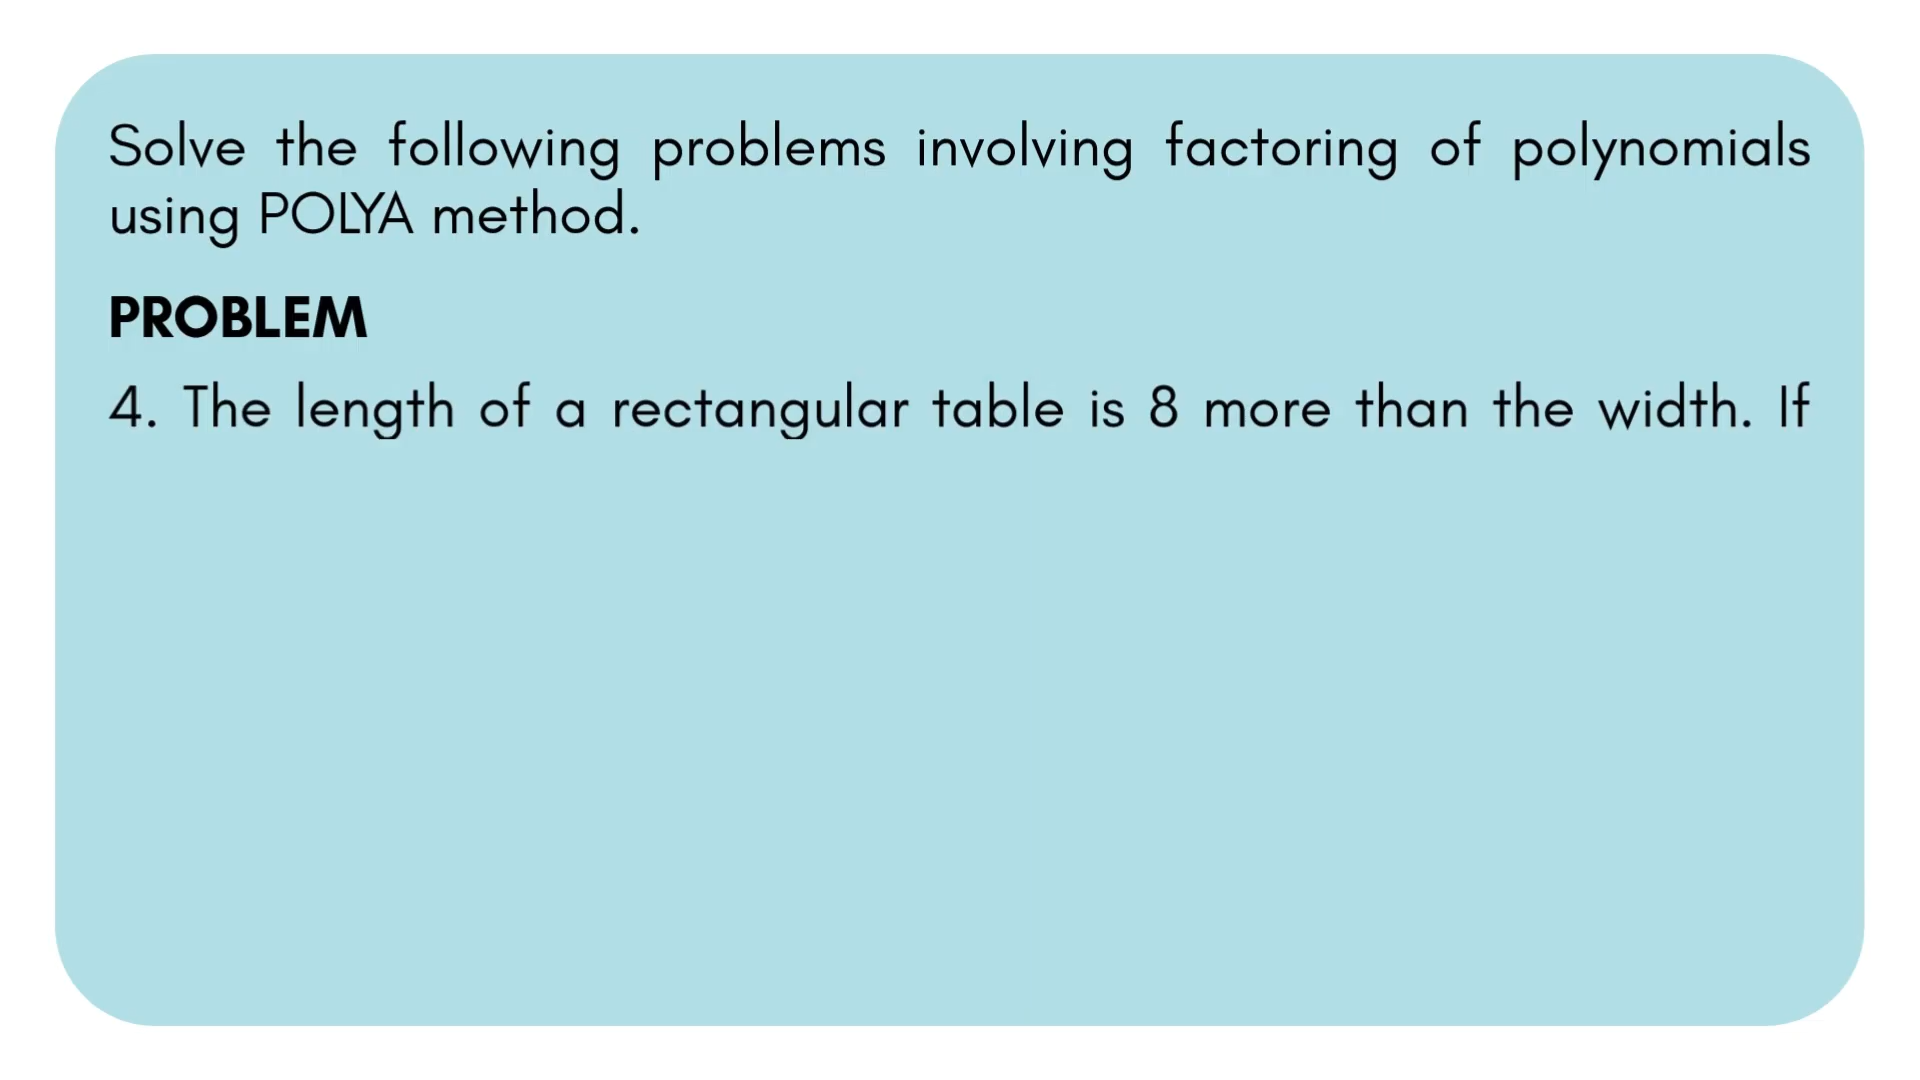 Solve the following problems involving factoring of polynomials
using POLYA method.
PROBLEM
4. The length of a rectangular table is 8 more than the width. If